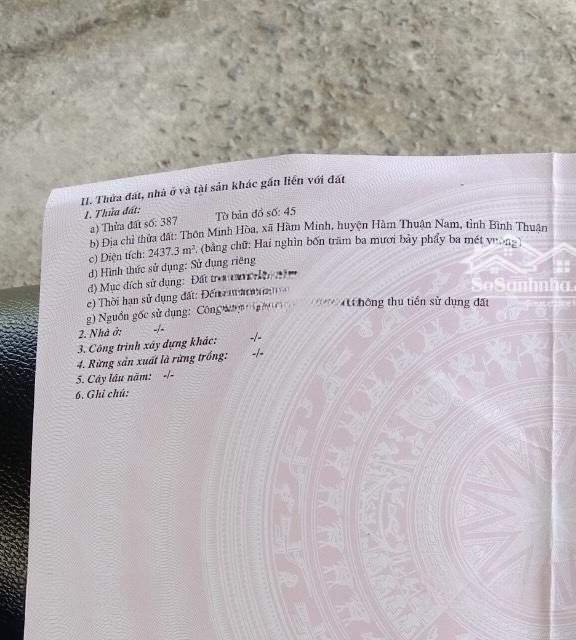 II. Thửa đất, nhà ở và tài sản khác gắn liền với đất
1. Thửa đất:
a) Thửa đất số: 387 Tờ bản đồ số: 45
b) Địa chỉ thửa đất: Thôn Minh Hòa, xã Hàm Minh, huyện Hàm Thuận Nam, tỉnh Bình Thuận
c) Diện tích: 2437.3 m². (bằng chữ: Hai nghìn bốn trăm ba mươi bảy phẩy ba mét vuông)
d) Hình thức sử dụng: Sử dụng riêng
đ) Mục đích sử dụng: Đất
e) Thời hạn sử dụng đất:
g) Nguồn gốc sử dụng: không thu tiền sử dụng đất
2. Nhà ở: -/-
3. Công trình xây dựng khác: -/-
4. Rừng sản xuất là rừng trồng: -/-
5. Cây lâu năm: -/-
6. Ghi chú:
SoSanhnha